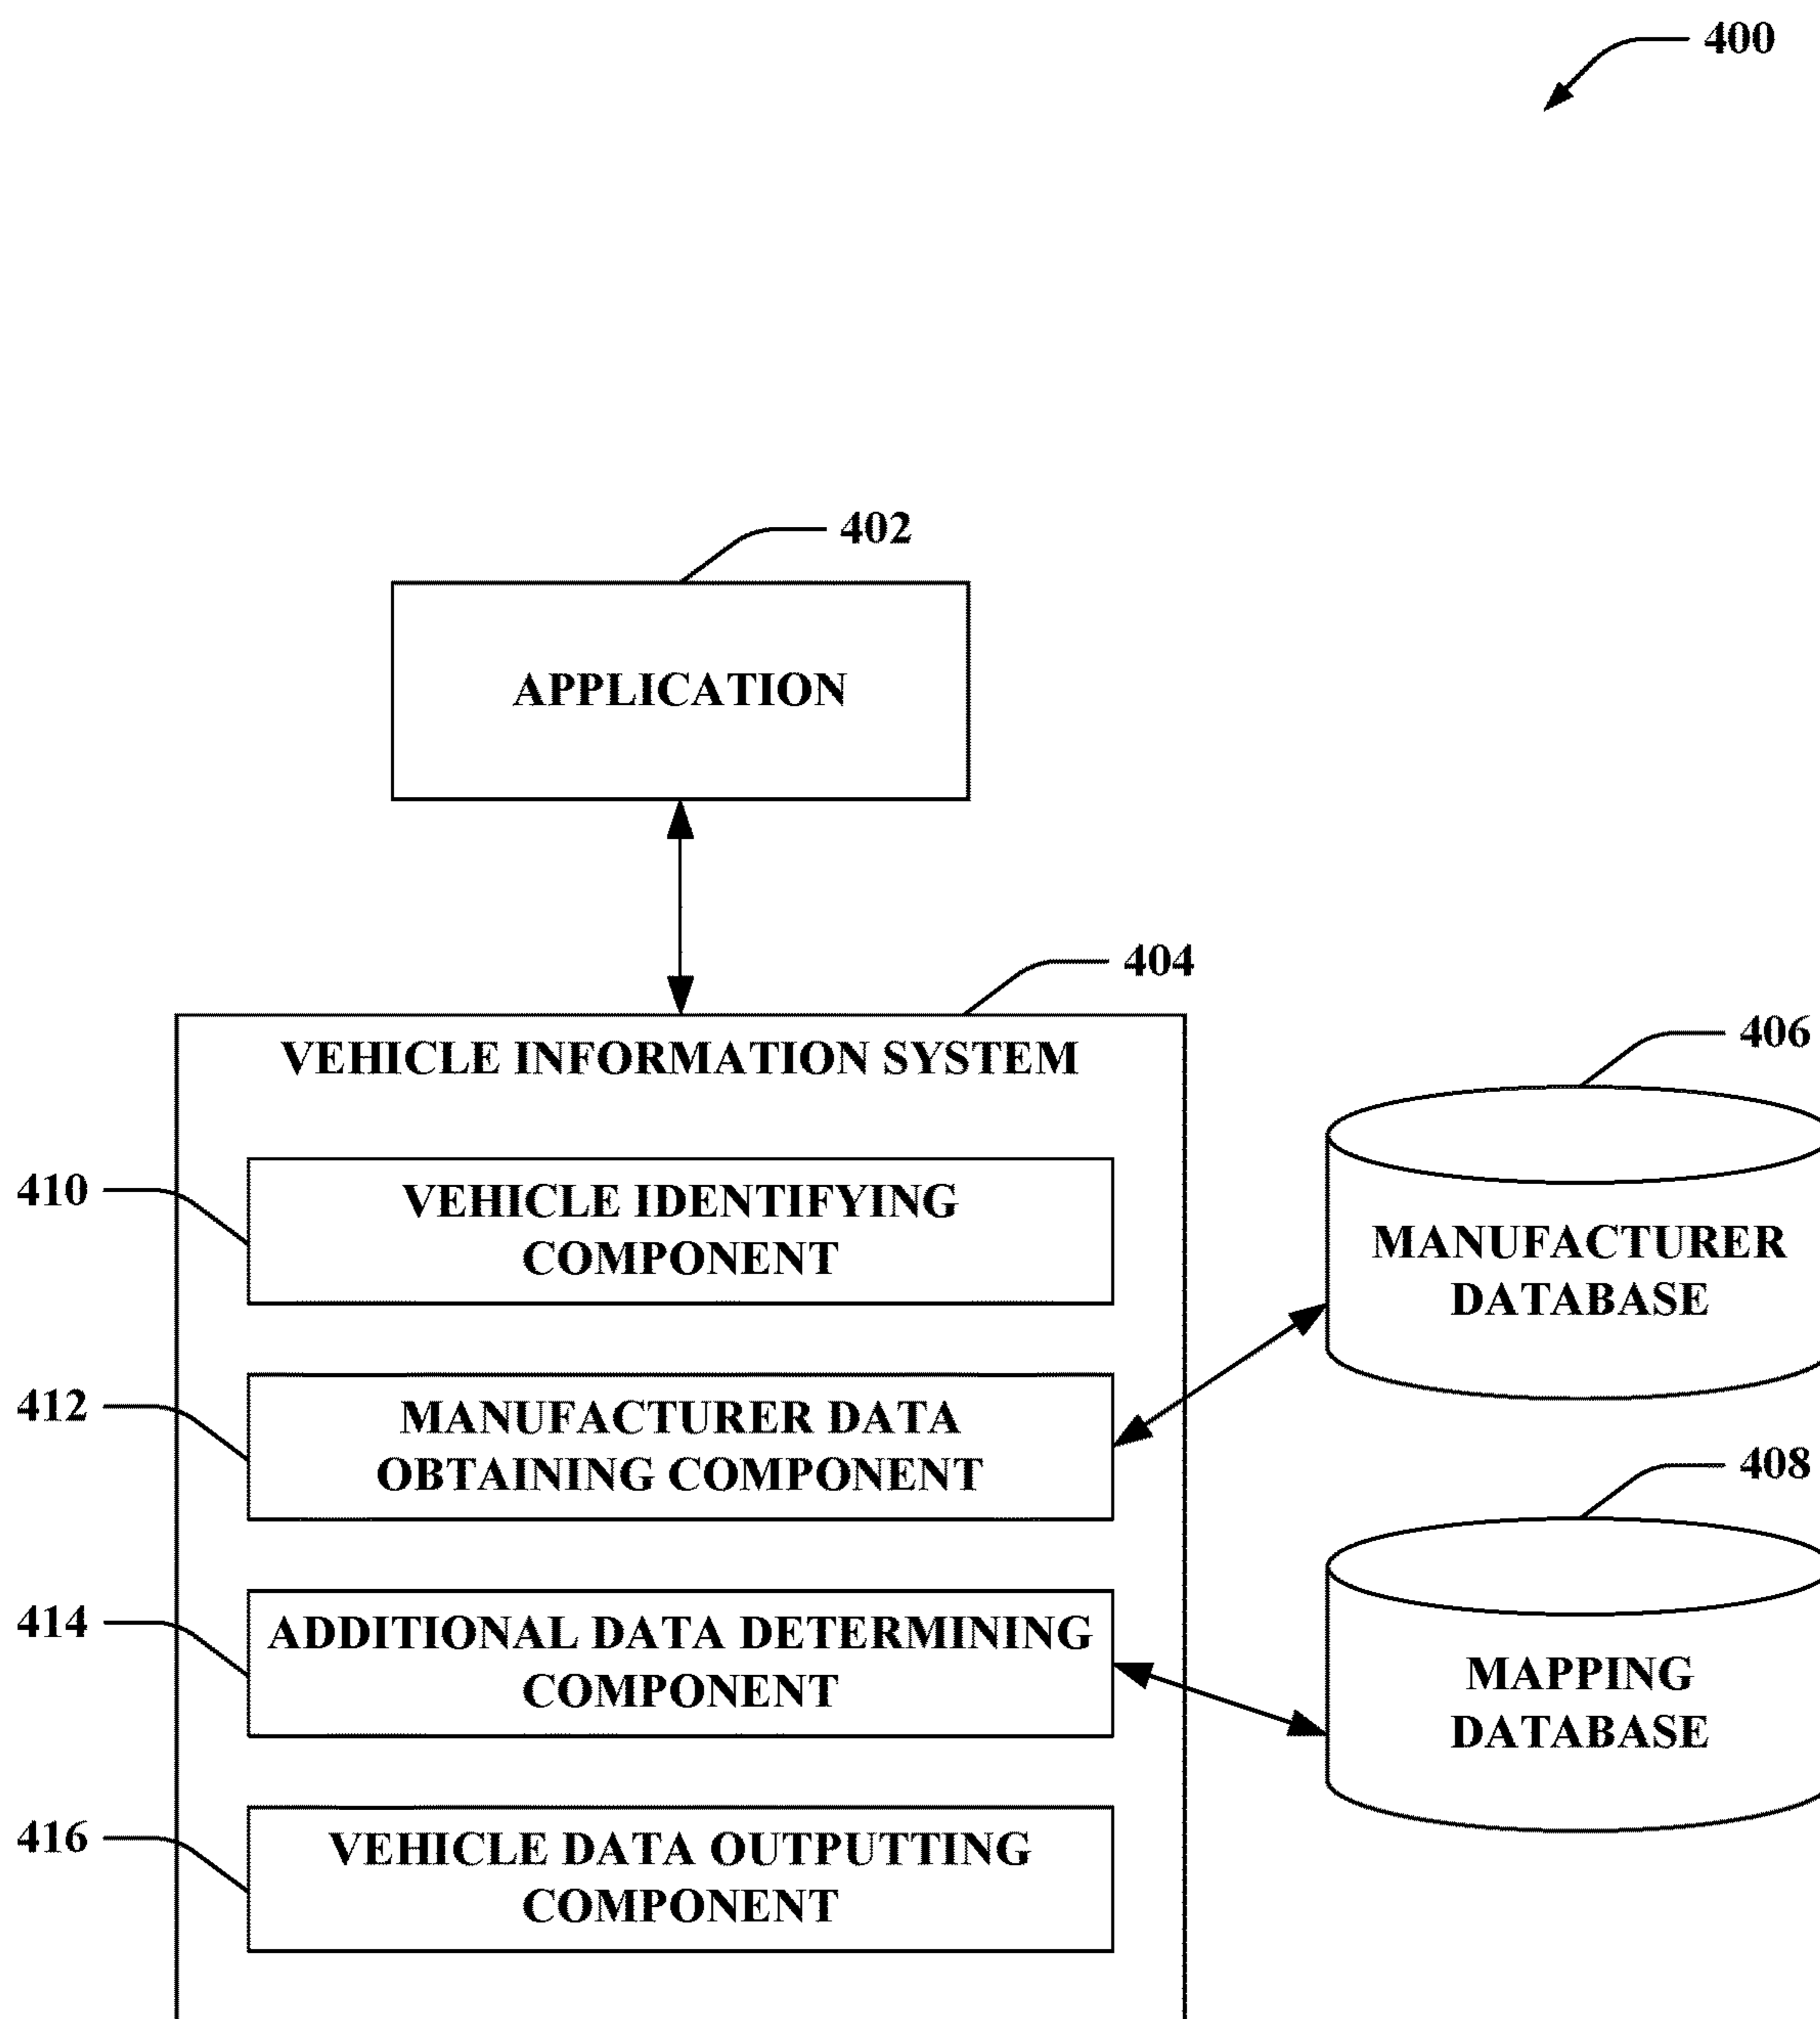 400
402
APPLICATION
404
VEHICLE INFORMATION SYSTEM
406
MANUFACTURER
DATABASE
410
VEHICLE IDENTIFYING
COMPONENT
412
MANUFACTURER DATA
OBTAINING COMPONENT
408
MAPPING
DATABASE
414
ADDITIONAL DATA DETERMINING
COMPONENT
416
VEHICLE DATA OUTPUTTING
COMPONENT